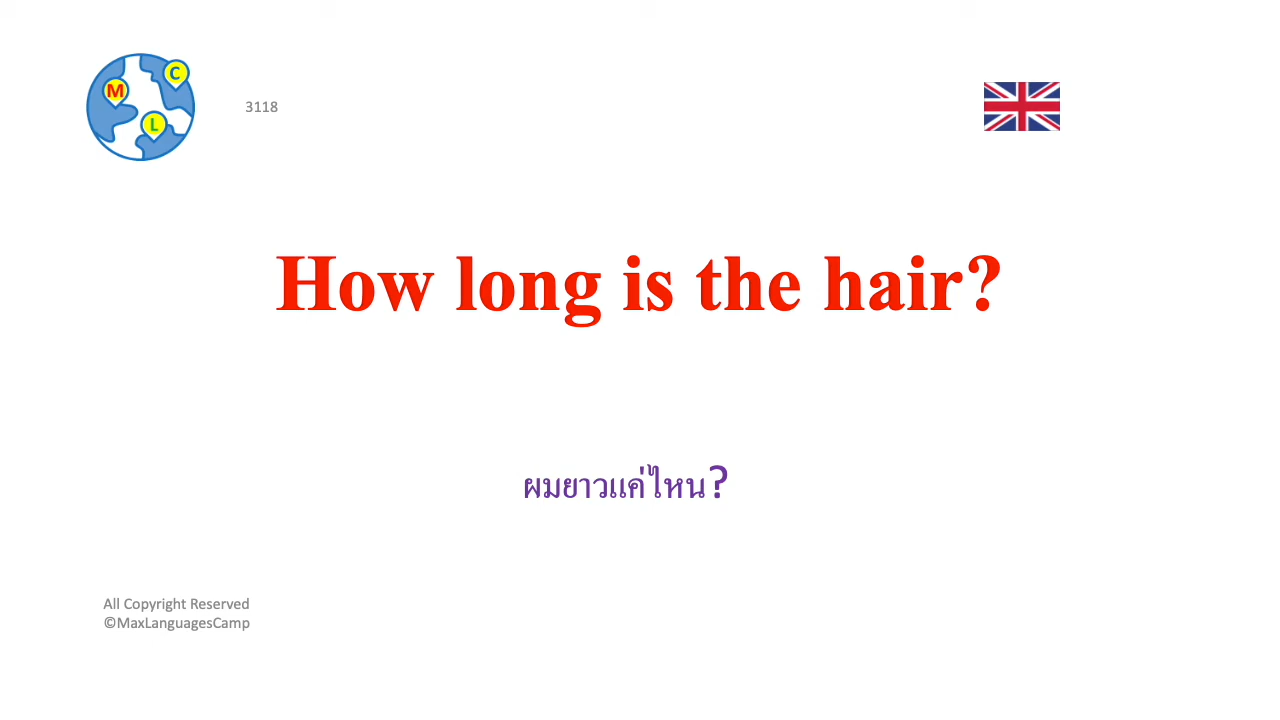 M
C
L
3118
How long is the hair?
ผมยาวแค่ไหน?
All Copyright Reserved
©MaxLanguagesCamp